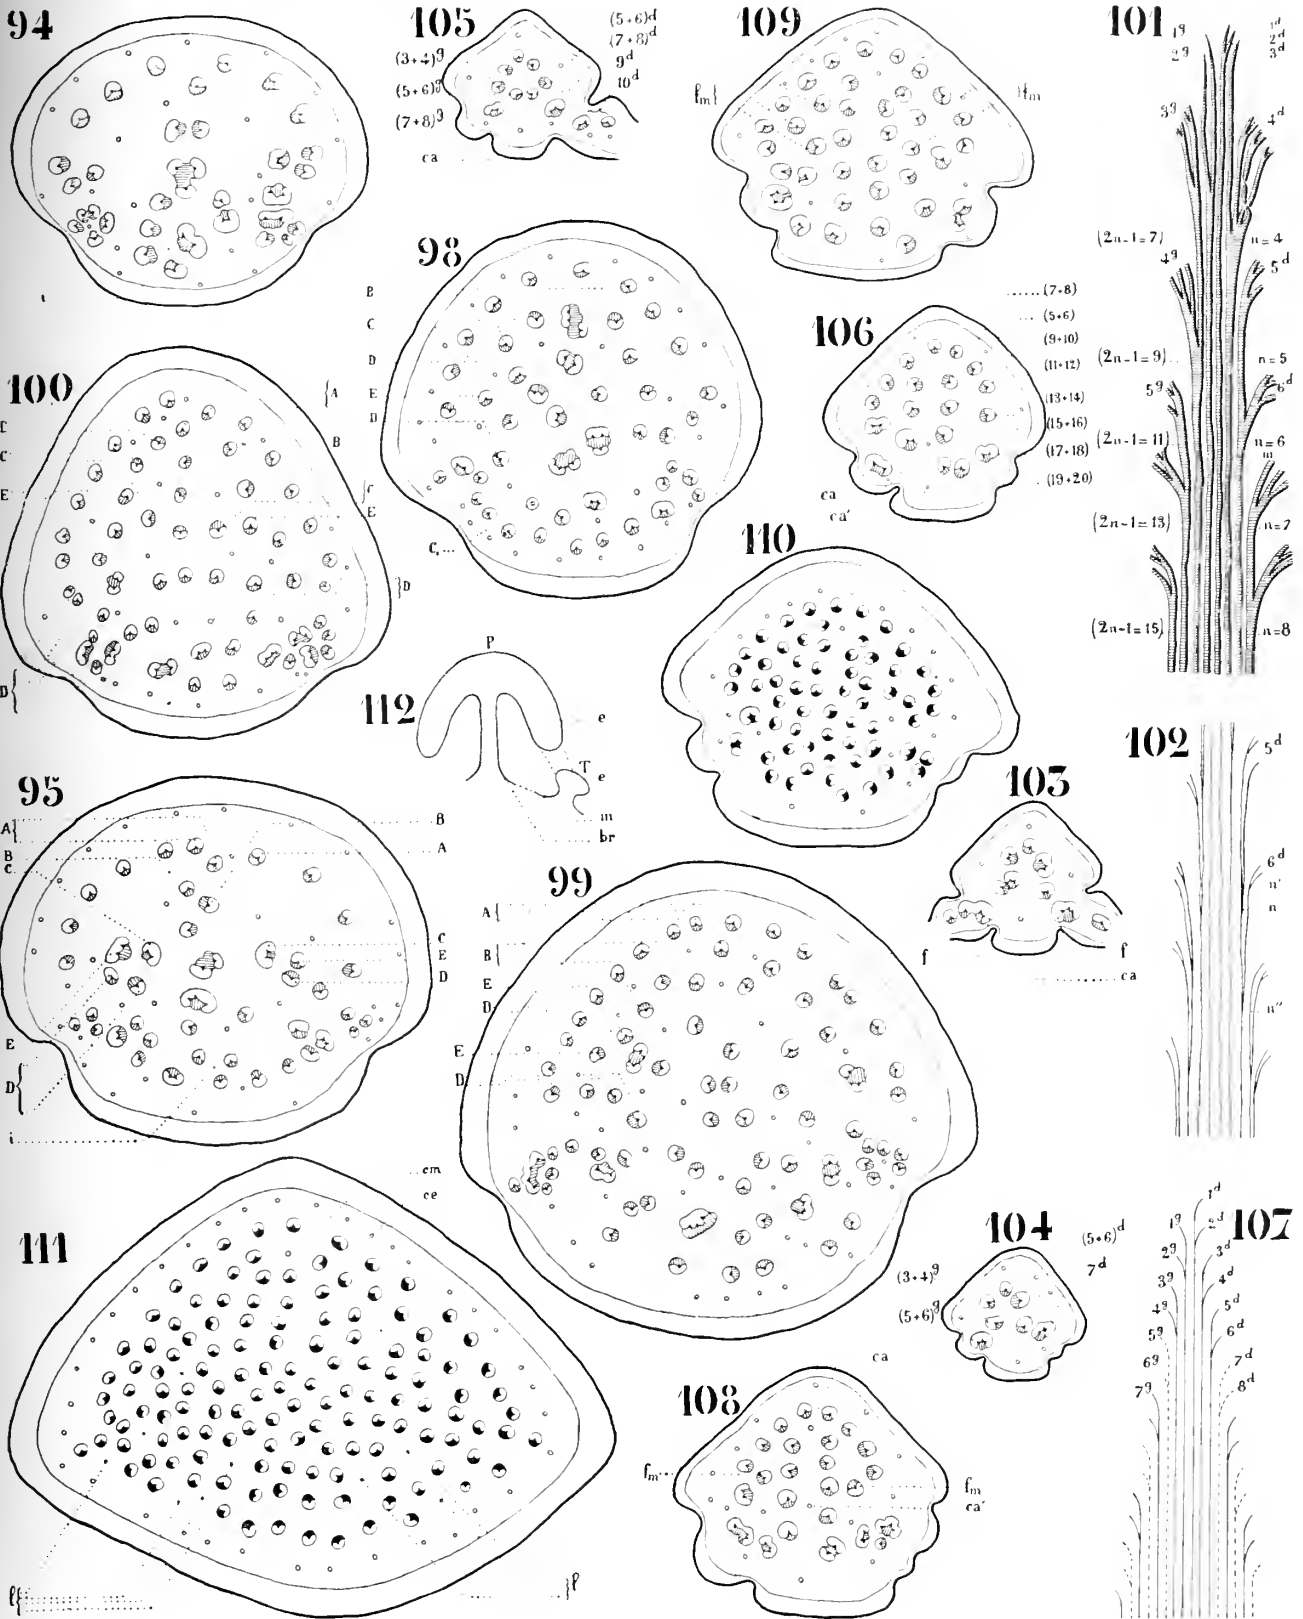 94
105
(5+6)d
(7+8)d
9d
10d
(3+4)g
(5+6)g
(7+8)g
ca
109
fm{
}fm
101
1g
2g
1d
2d
3d
3g
4d
(2n-1=7)
n=4
4g
5d
(2n-1=9)
n=5
5g
6d
(2n-1=11)
n=6
m
(2n-1=13)
n=7
(2n-1=15)
n=8
98
B
C
D
E
D
C,...
106
(7+8)
(5+6)
(9+10)
(11+12)
(13+14)
(15+16)
(17+18)
(19+20)
ca
ca'
100
C
E
{A
B
C
E
}D
D{
110
112
p
e
T
e
m
br
103
f
f
ca
102
5d
6d
n'
n
n"
95
A{
B
C
B
A
C
E
D
E
D{
i
99
A{
B{
E
D
E
D
111
cm
ce
l{
}l
104
(5+6)d
7d
(3+4)g
(5+6)g
ca
107
1d
1g
2d
2g
3d
3g
4d
4g
5d
5g
6d
6g
7d
7g
8d
108
fm
fm
ca'